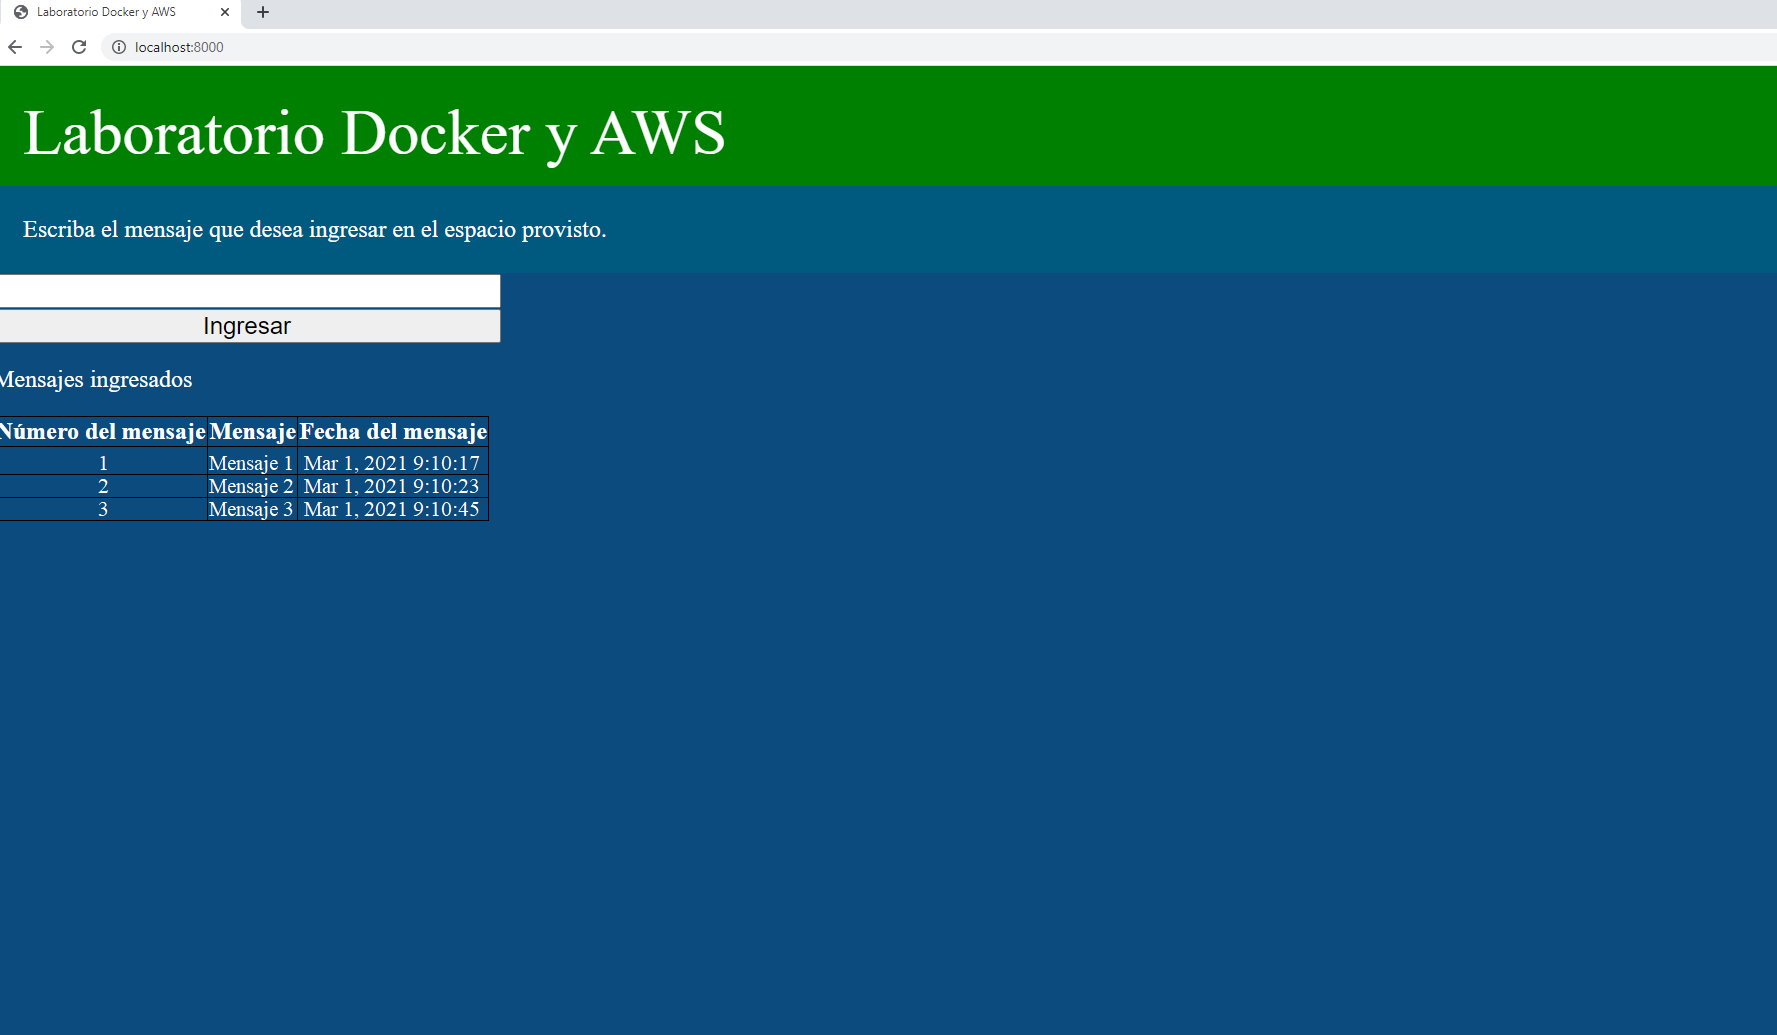 Laboratorio Docker y AWS
localhost:8000
Laboratorio Docker y AWS
Escriba el mensaje que desea ingresar en el espacio provisto.
Ingresar
Mensajes ingresados
Número del mensaje Mensaje Fecha del mensaje
1 Mensaje 1 Mar 1, 2021 9:10:17
2 Mensaje 2 Mar 1, 2021 9:10:23
3 Mensaje 3 Mar 1, 2021 9:10:45